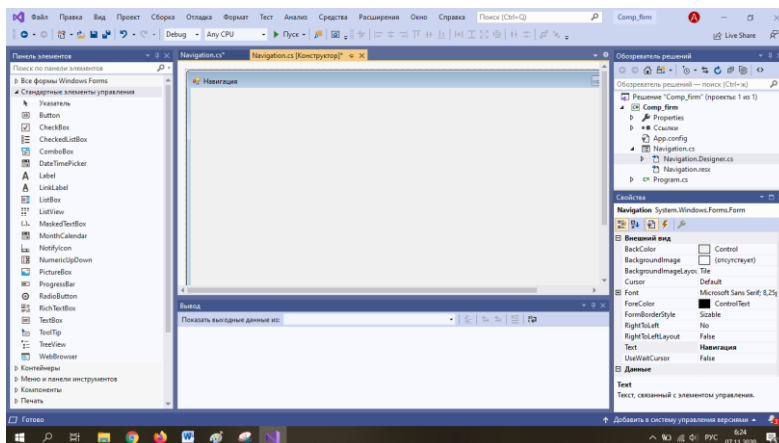 Файл Правка Вид Проект Сборка Отладка Формат Тест Анализ Средства Расширения Окно Справка Поиск (Ctrl+Q) Comp_firm A
Debug Any CPU Пуск Live Share
Панель элементов
Поиск по панели элементов
Все формы Windows Forms
Стандартные элементы управления
Указатель
Button
CheckBox
CheckedListBox
ComboBox
DateTimePicker
Label
LinkLabel
ListBox
ListView
MaskedTextBox
MonthCalendar
NotifyIcon
NumericUpDown
PictureBox
ProgressBar
RadioButton
RichTextBox
TextBox
ToolTip
TreeView
WebBrowser
Контейнеры
Меню и панели инструментов
Компоненты
Печать
Navigation.cs* Navigation.cs [Конструктор]*
Навигация
Вывод
Показать выходные данные из:
Обозреватель решений
Обозреватель решений — поиск (Ctrl+ж)
Решение "Comp_firm" (проекты: 1 из 1)
Comp_firm
Properties
Ссылки
App.config
Navigation.cs
Navigation.Designer.cs
Navigation.resx
Program.cs
Свойства
Navigation System.Windows.Forms.Form
Внешний вид
BackColor Control
BackgroundImage (отсутствует)
BackgroundImageLayou Tile
Cursor Default
Font Microsoft Sans Serif; 8,25
ForeColor ControlText
FormBorderStyle Sizable
RightToLeft No
RightToLeftLayout False
Text Навигация
UseWaitCursor False
Данные
Text
Текст, связанный с элементом управления.
Готово Добавить в систему управления версиями
РУС 6:24
07.11.2020